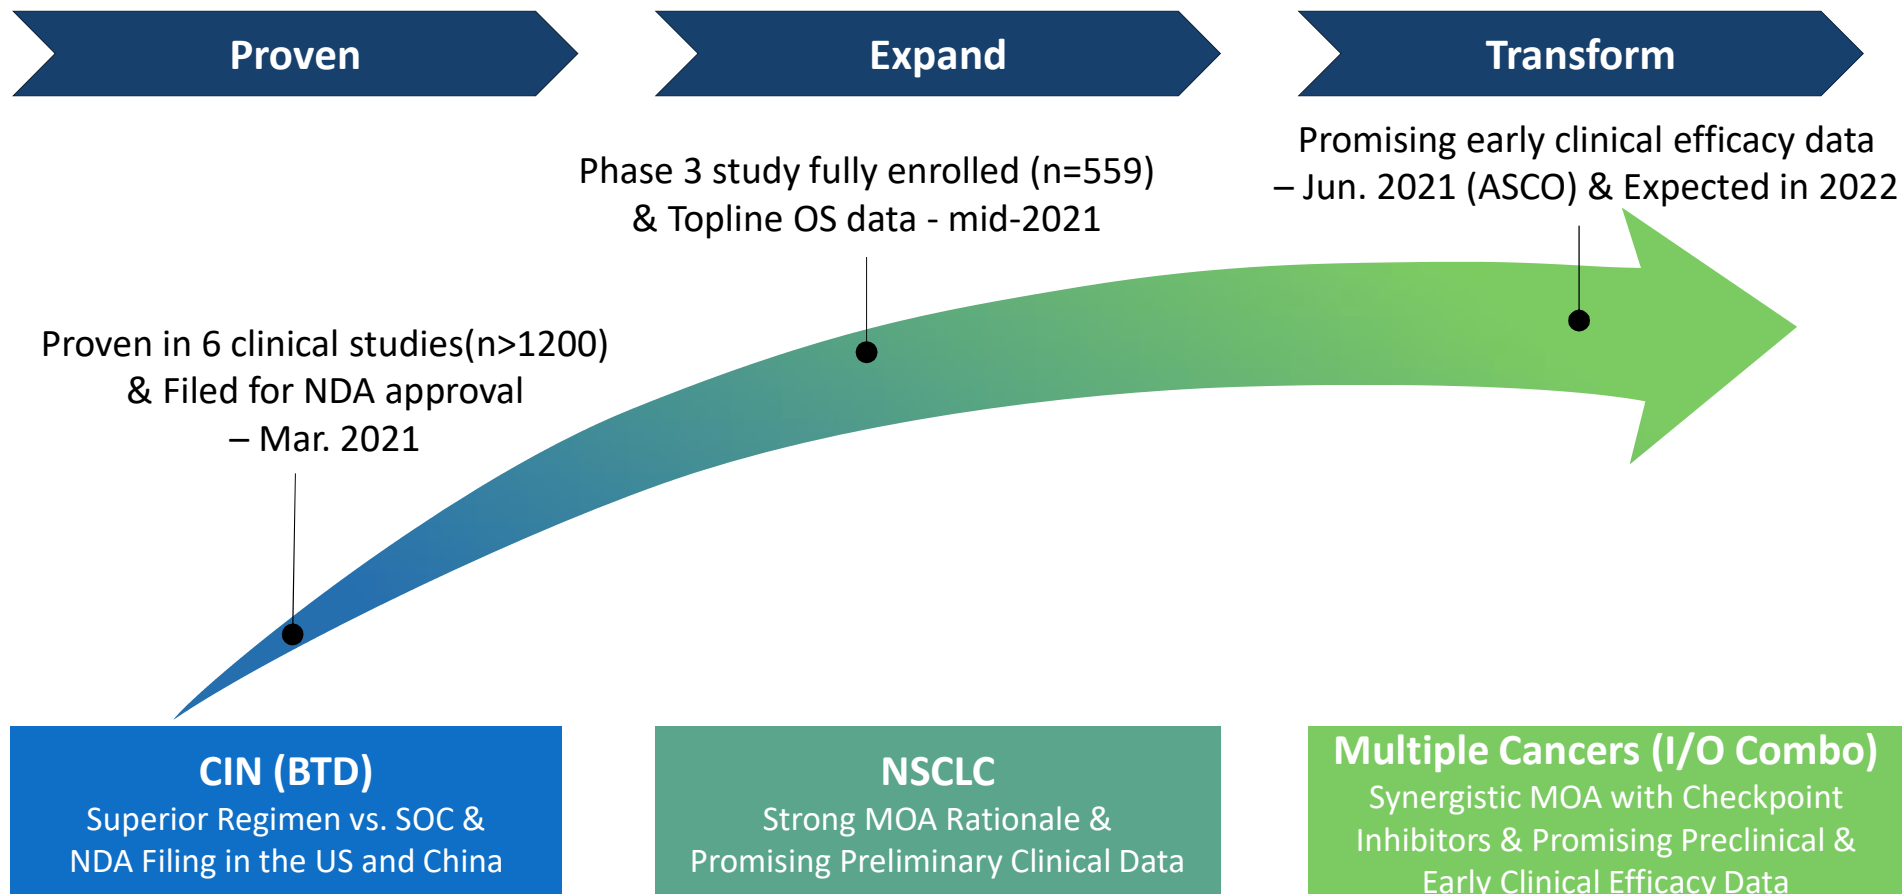 Proven
Expand
Transform
Proven in 6 clinical studies(n>1200)
& Filed for NDA approval
– Mar. 2021
Phase 3 study fully enrolled (n=559)
& Topline OS data - mid-2021
Promising early clinical efficacy data
– Jun. 2021 (ASCO) & Expected in 2022
CIN (BTD)
Superior Regimen vs. SOC &
NDA Filing in the US and China
NSCLC
Strong MOA Rationale &
Promising Preliminary Clinical Data
Multiple Cancers (I/O Combo)
Synergistic MOA with Checkpoint
Inhibitors & Promising Preclinical &
Early Clinical Efficacy Data